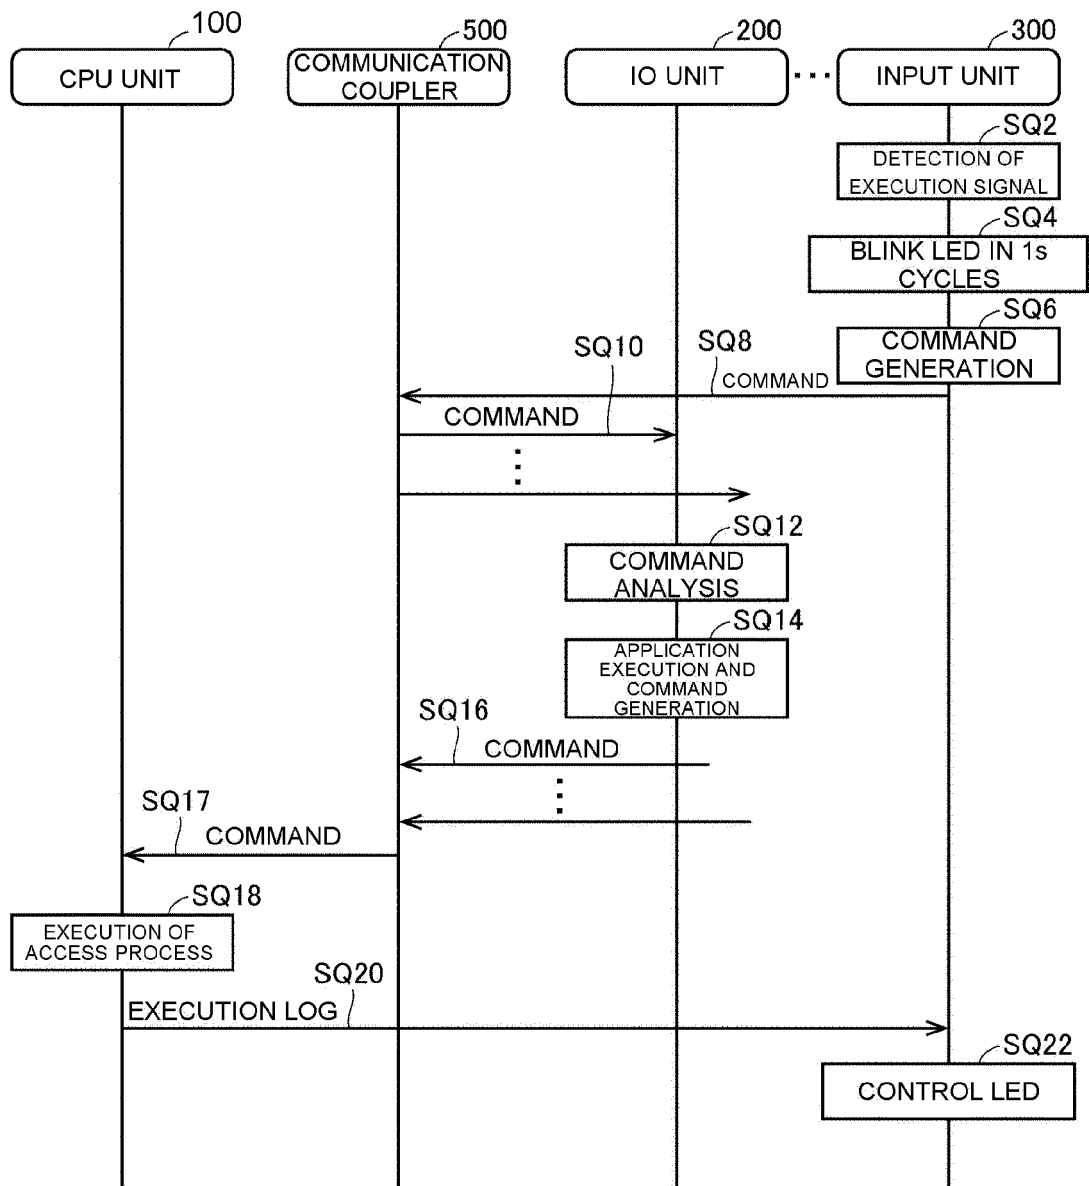 100
500
200
300
CPU UNIT
COMMUNICATION
COUPLER
IO UNIT
INPUT UNIT
SQ2
DETECTION OF
EXECUTION SIGNAL
SQ4
BLINK LED IN 1s
CYCLES
SQ6
COMMAND
GENERATION
SQ10
SQ8
COMMAND
COMMAND
SQ12
COMMAND
ANALYSIS
SQ14
APPLICATION
EXECUTION AND
COMMAND
GENERATION
SQ16
COMMAND
SQ17
COMMAND
SQ18
EXECUTION OF
ACCESS PROCESS
SQ20
EXECUTION LOG
SQ22
CONTROL LED